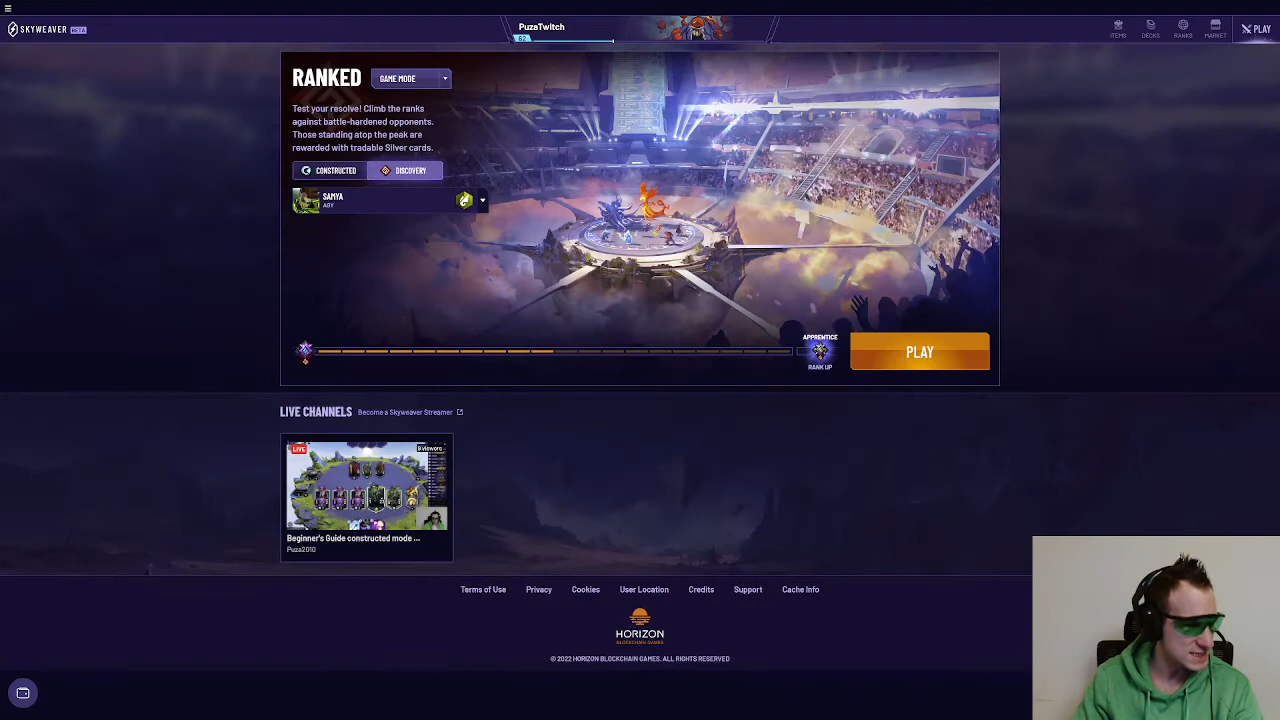 SKYWEAVER BETA
PuzaTwitch
62
ITEMS
DECKS
RANKS
MARKET
PLAY
RANKED
GAME MODE
Test your resolve! Climb the ranks
against battle-hardened opponents.
Those standing atop the peak are
rewarded with tradable Silver cards.
CONSTRUCTED
DISCOVERY
SAMYA
AGY
APPRENTICE
RANK UP
PLAY
LIVE CHANNELS
Become a Skyweaver Streamer
LIVE
Beginner's Guide constructed mode ...
Puza2010
Terms of Use
Privacy
Cookies
User Location
Credits
Support
Cache Info
HORIZON
BLOCKCHAIN GAMES
© 2022 HORIZON BLOCKCHAIN GAMES. ALL RIGHTS RESERVED